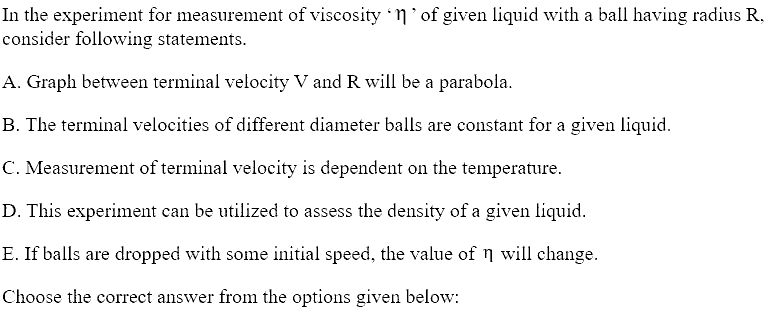 In the experiment for measurement of viscosity ‘η’ of given liquid with a ball having radius R,
consider following statements.
A. Graph between terminal velocity V and R will be a parabola.
B. The terminal velocities of different diameter balls are constant for a given liquid.
C. Measurement of terminal velocity is dependent on the temperature.
D. This experiment can be utilized to assess the density of a given liquid.
E. If balls are dropped with some initial speed, the value of η will change.
Choose the correct answer from the options given below: